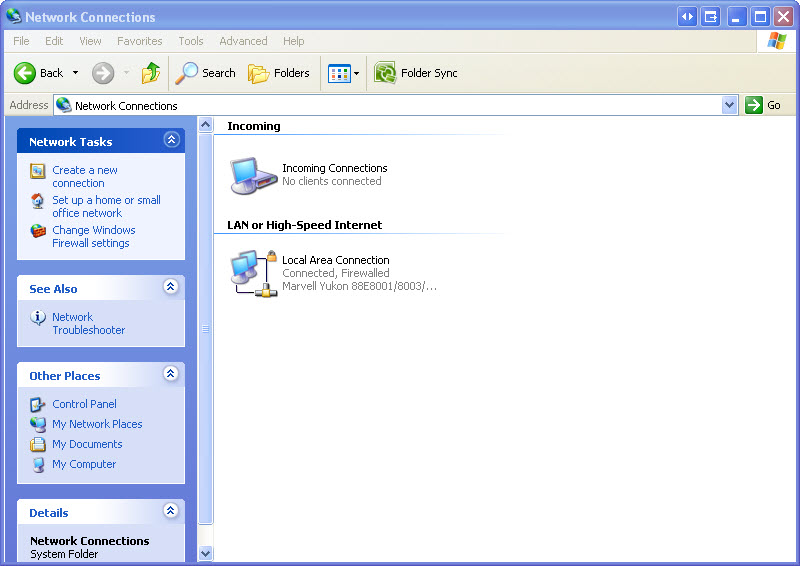 Network Connections
File Edit View Favorites Tools Advanced Help
Back Search Folders Folder Sync
Address Network Connections Go
Network Tasks
Create a new
connection
Set up a home or small
office network
Change Windows
Firewall settings
See Also
Network
Troubleshooter
Other Places
Control Panel
My Network Places
My Documents
My Computer
Details
Network Connections
System Folder
Incoming
Incoming Connections
No clients connected
LAN or High-Speed Internet
Local Area Connection
Connected, Firewalled
Marvell Yukon 88E8001/8003/...